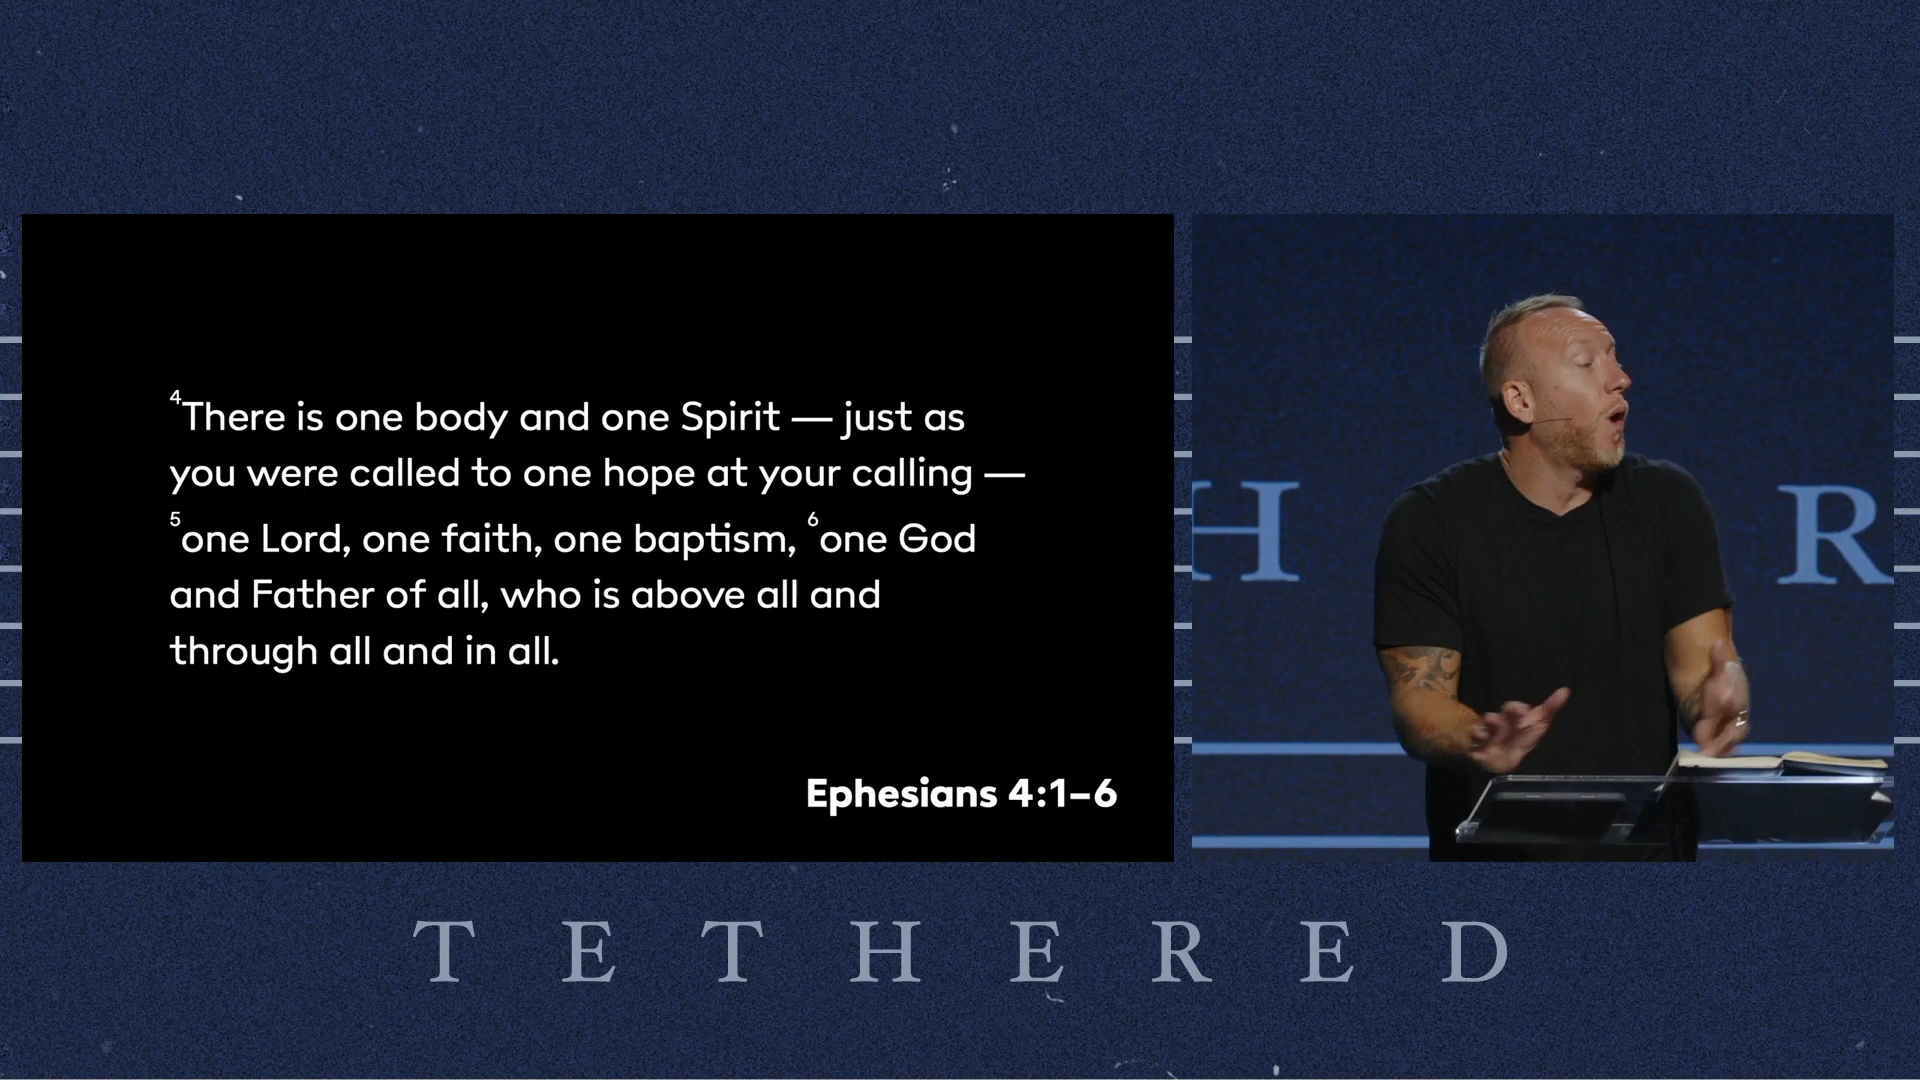 4There is one body and one Spirit — just as
you were called to one hope at your calling —
5one Lord, one faith, one baptism, 6one God
and Father of all, who is above all and
through all and in all.
Ephesians 4:1–6
H R
TETHERED